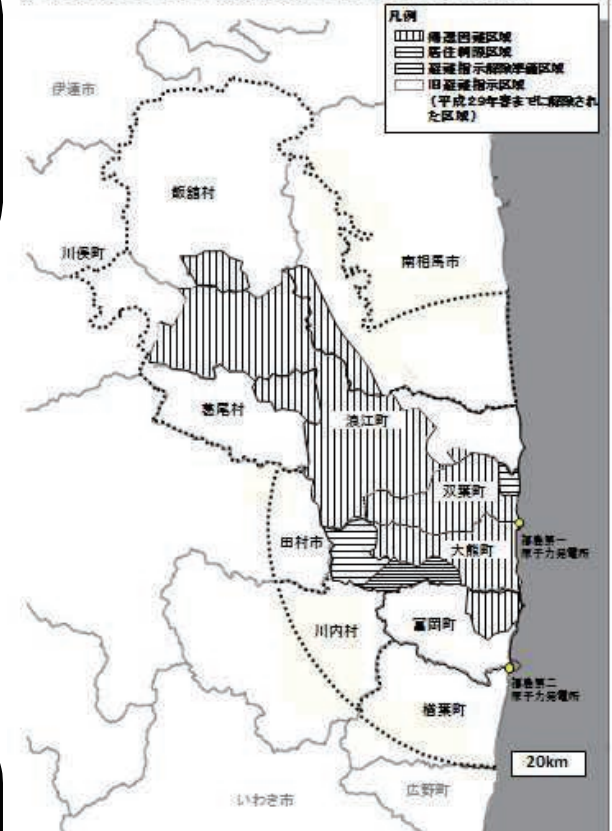 凡例
帰還困難区域
居住制限区域
避難指示解除準備区域
旧避難指示区域
(平成29年春までに解除され
た区域)
伊達市
飯舘村
川俣町
南相馬市
葛尾村
浪江町
双葉町
田村市
大熊町
福島第一
原子力発電所
川内村
富岡町
福島第二
原子力発電所
楢葉町
20km
広野町
いわき市